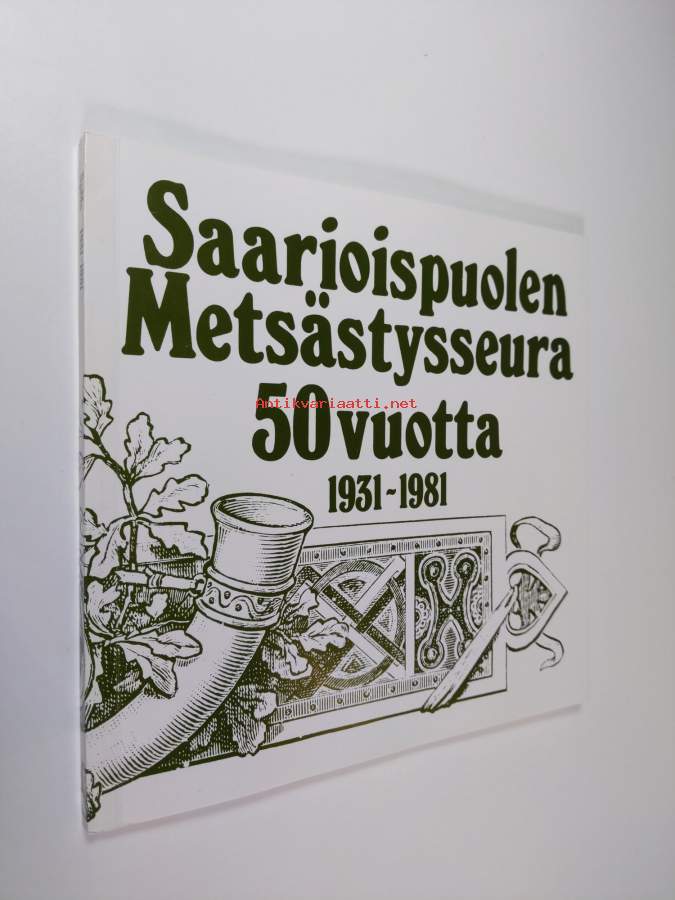 Saarioispuolen
Metsästysseura
Antikvariaatti.net
50 vuotta
1931-1981